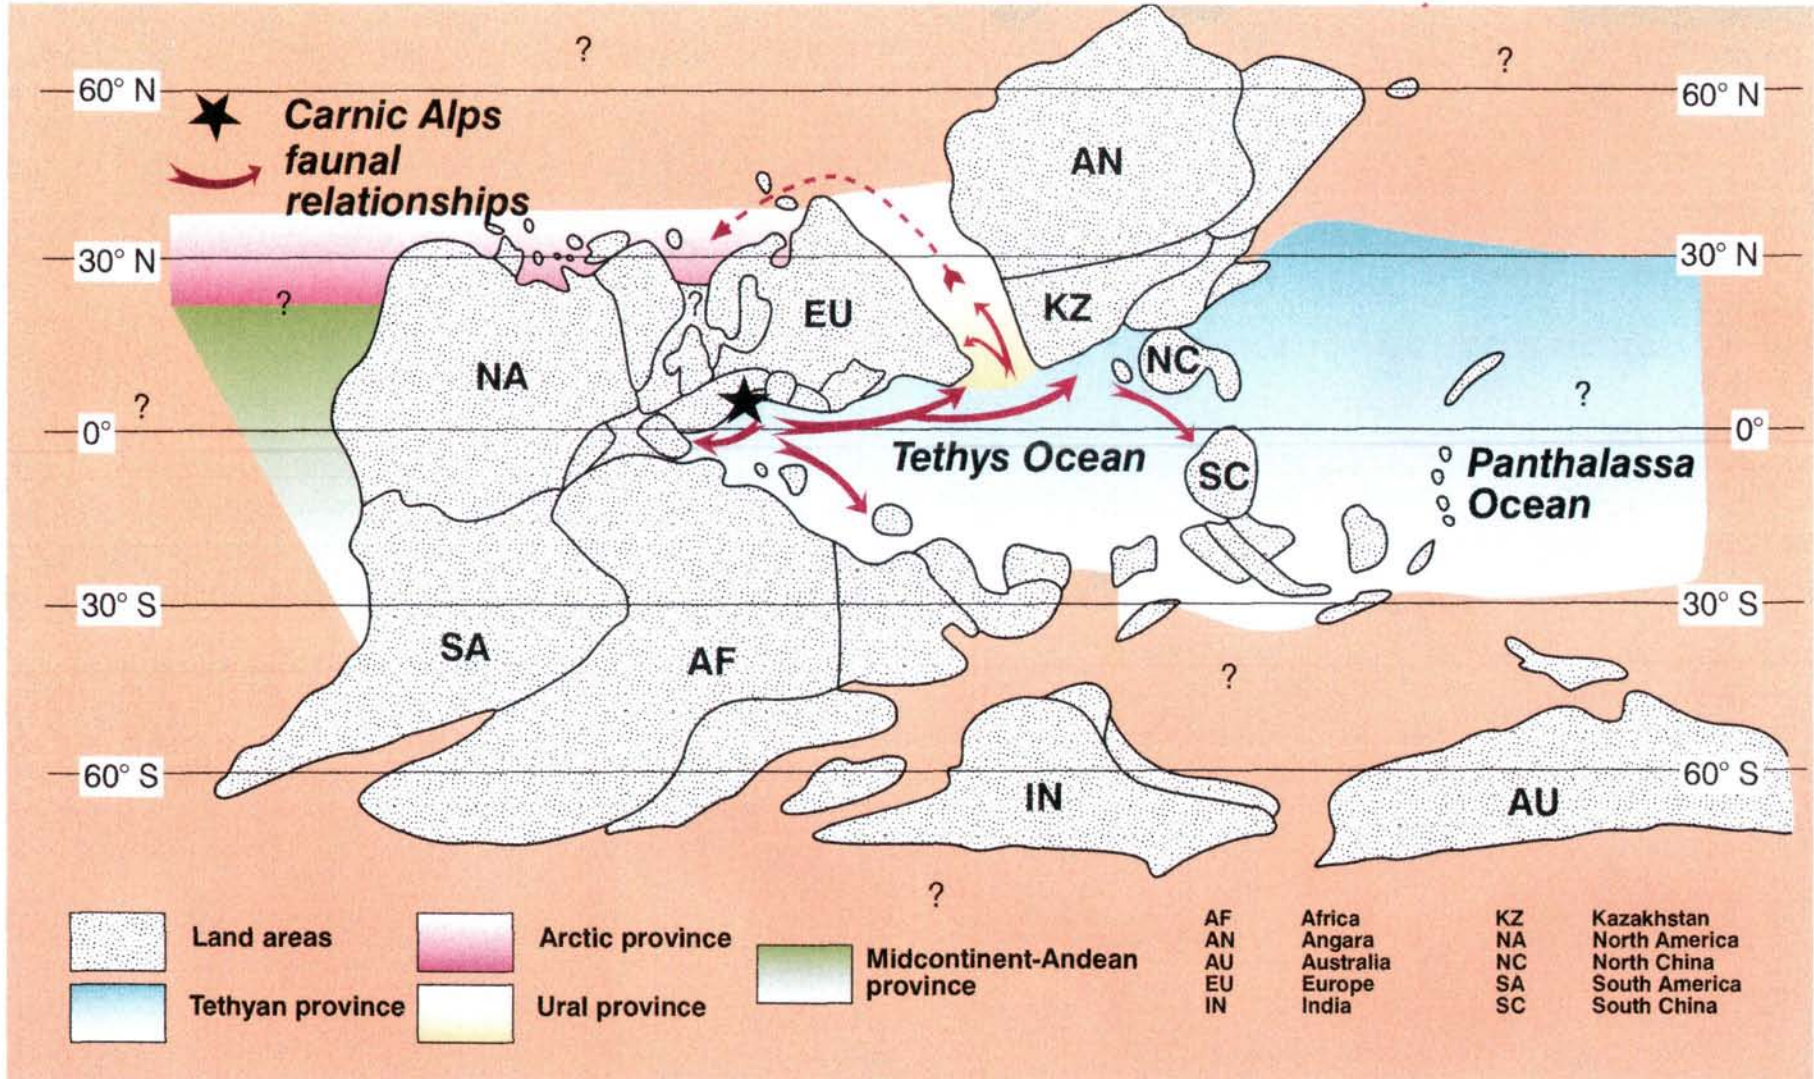 ?
?
60° N
60° N
Carnic Alps
faunal
relationships
AN
30° N
30° N
?
?
EU
KZ
NC
NA
?
?
0°
0°
Tethys Ocean
SC
Panthalassa
Ocean
30° S
30° S
SA
AF
?
60° S
60° S
IN
AU
?
Land areas
Arctic province
Midcontinent-Andean
province
Tethyan province
Ural province
AF Africa
AN Angara
AU Australia
EU Europe
IN India
KZ Kazakhstan
NA North America
NC North China
SA South America
SC South China